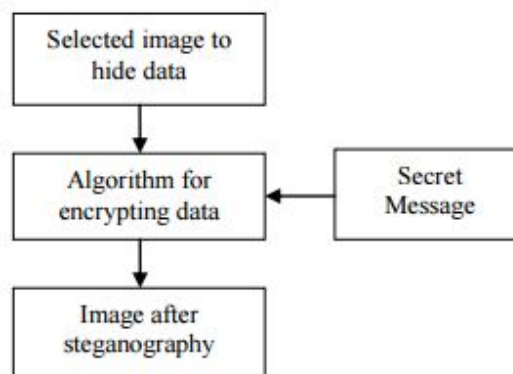 Selected image to
hide data
Algorithm for
encrypting data
Secret
Message
Image after
steganography